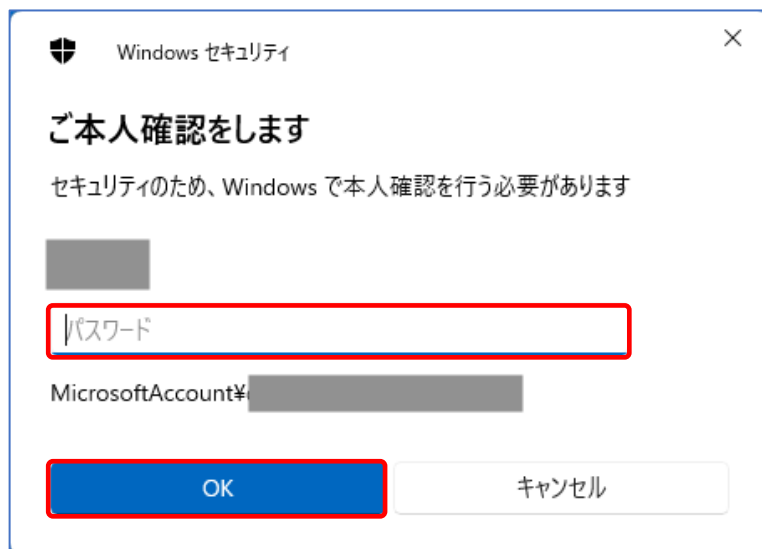 Windows セキュリティ
ご本人確認をします
セキュリティのため、Windows で本人確認を行う必要があります
パスワード
MicrosoftAccount¥
OK
キャンセル